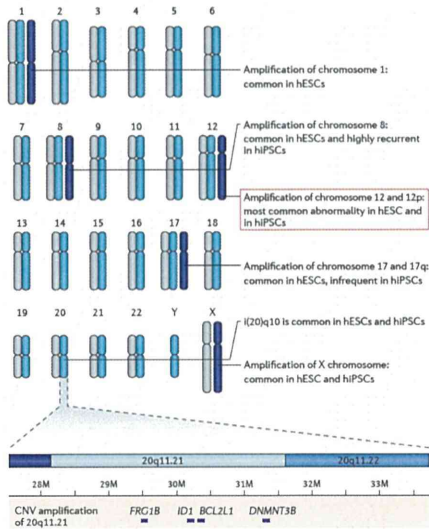 1 2 3 4 5 6
Amplification of chromosome 1:
common in hESCs
7 8 9 10 11 12
Amplification of chromosome 8:
common in hESCs and highly recurrent
in hiPSCs
Amplification of chromosome 12 and 12p:
most common abnormality in hESC and
in hiPSCs
13 14 15 16 17 18
Amplification of chromosome 17 and 17q:
common in hESCs, infrequent in hiPSCs
19 20 21 22 Y X
i(20)q10 is common in hESCs and hiPSCs
Amplification of X chromosome:
common in hESC and hiPSCs
20q11.21 20q11.22
28M 29M 30M 31M 32M 33M
CNV amplification
of 20q11.21
FRG1B ID1 BCL2L1 DNMNT3B